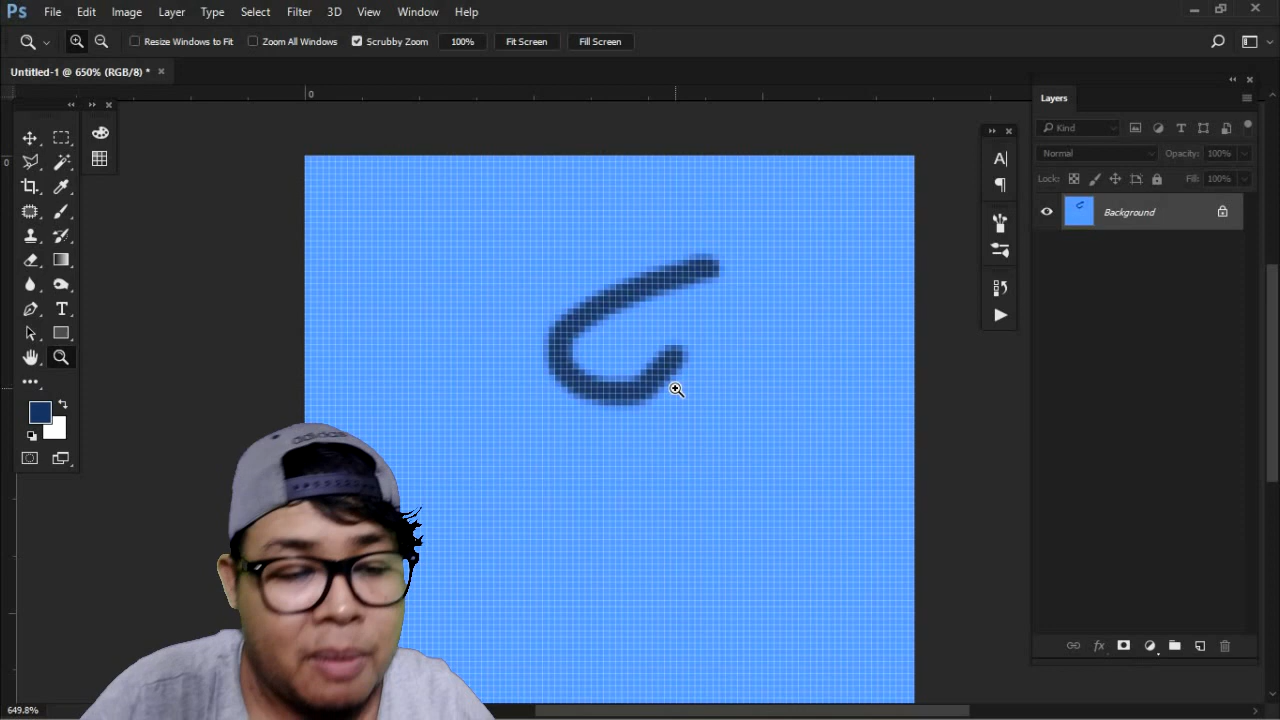 Ps File Edit Image Layer Type Select Filter 3D View Window Help
Resize Windows to Fit Zoom All Windows Scrubby Zoom 100% Fit Screen Fill Screen
Untitled-1 @ 650% (RGB/8) *
0
0
Layers
Kind
Normal Opacity: 100%
Lock: Fill: 100%
Background
adidas
649.8%